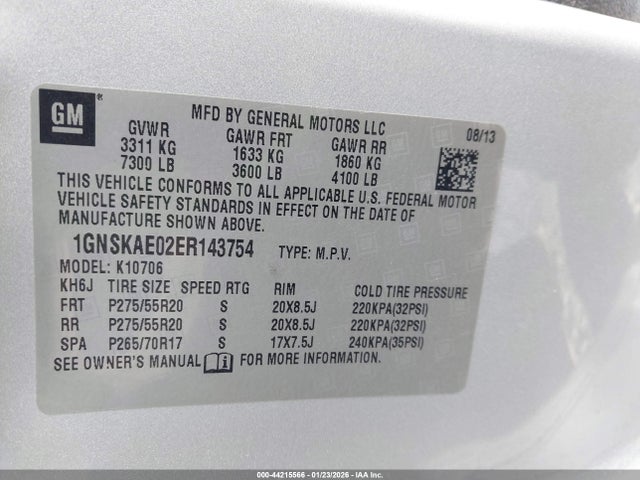 GM ®
MFD BY GENERAL MOTORS LLC
08/13
GVWR GAWR FRT GAWR RR
3311 KG 1633 KG 1860 KG
7300 LB 3600 LB 4100 LB
THIS VEHICLE CONFORMS TO ALL APPLICABLE U.S. FEDERAL MOTOR
VEHICLE SAFETY STANDARDS IN EFFECT ON THE DATE OF
MANUFACTURE SHOWN ABOVE.
1GNSKAE02ER143754 TYPE: M.P.V.
MODEL: K10706
KH6J TIRE SIZE SPEED RTG RIM COLD TIRE PRESSURE
FRT P275/55R20 S 20X8.5J 220KPA(32PSI)
RR P275/55R20 S 20X8.5J 220KPA(32PSI)
SPA P265/70R17 S 17X7.5J 240KPA(35PSI)
SEE OWNER'S MANUAL i FOR MORE INFORMATION.
000-44215566 - 01/23/2026 - IAA Inc.